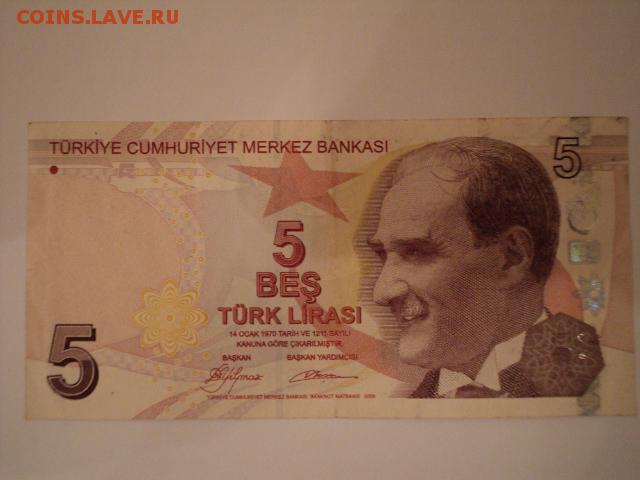 COINS.LAVE.RU
TÜRKİYE CUMHURİYET MERKEZ BANKASI
5
5
BEŞ
TÜRK LİRASI
14 OCAK 1970 TARİH VE 1211 SAYILI
KANUNA GÖRE ÇIKARILMIŞTIR.
BAŞKAN BAŞKAN YARDIMCISI
5
TÜRKİYE CUMHURİYET MERKEZ BANKASI BANKNOT MATBAASI 2009